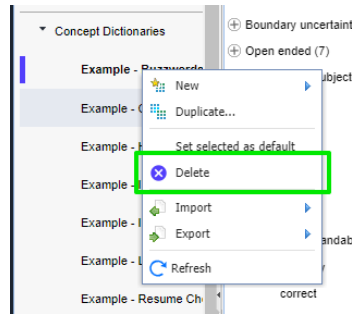 Concept Dictionaries
Example - Buzzwords
Example -
Example -
Example -
Example -
Example -
Example - Resume Ch
New
Duplicate...
Set selected as default
Delete
Import
Export
Refresh
Boundary uncertaint
Open ended (7)
ubject
andab
correct